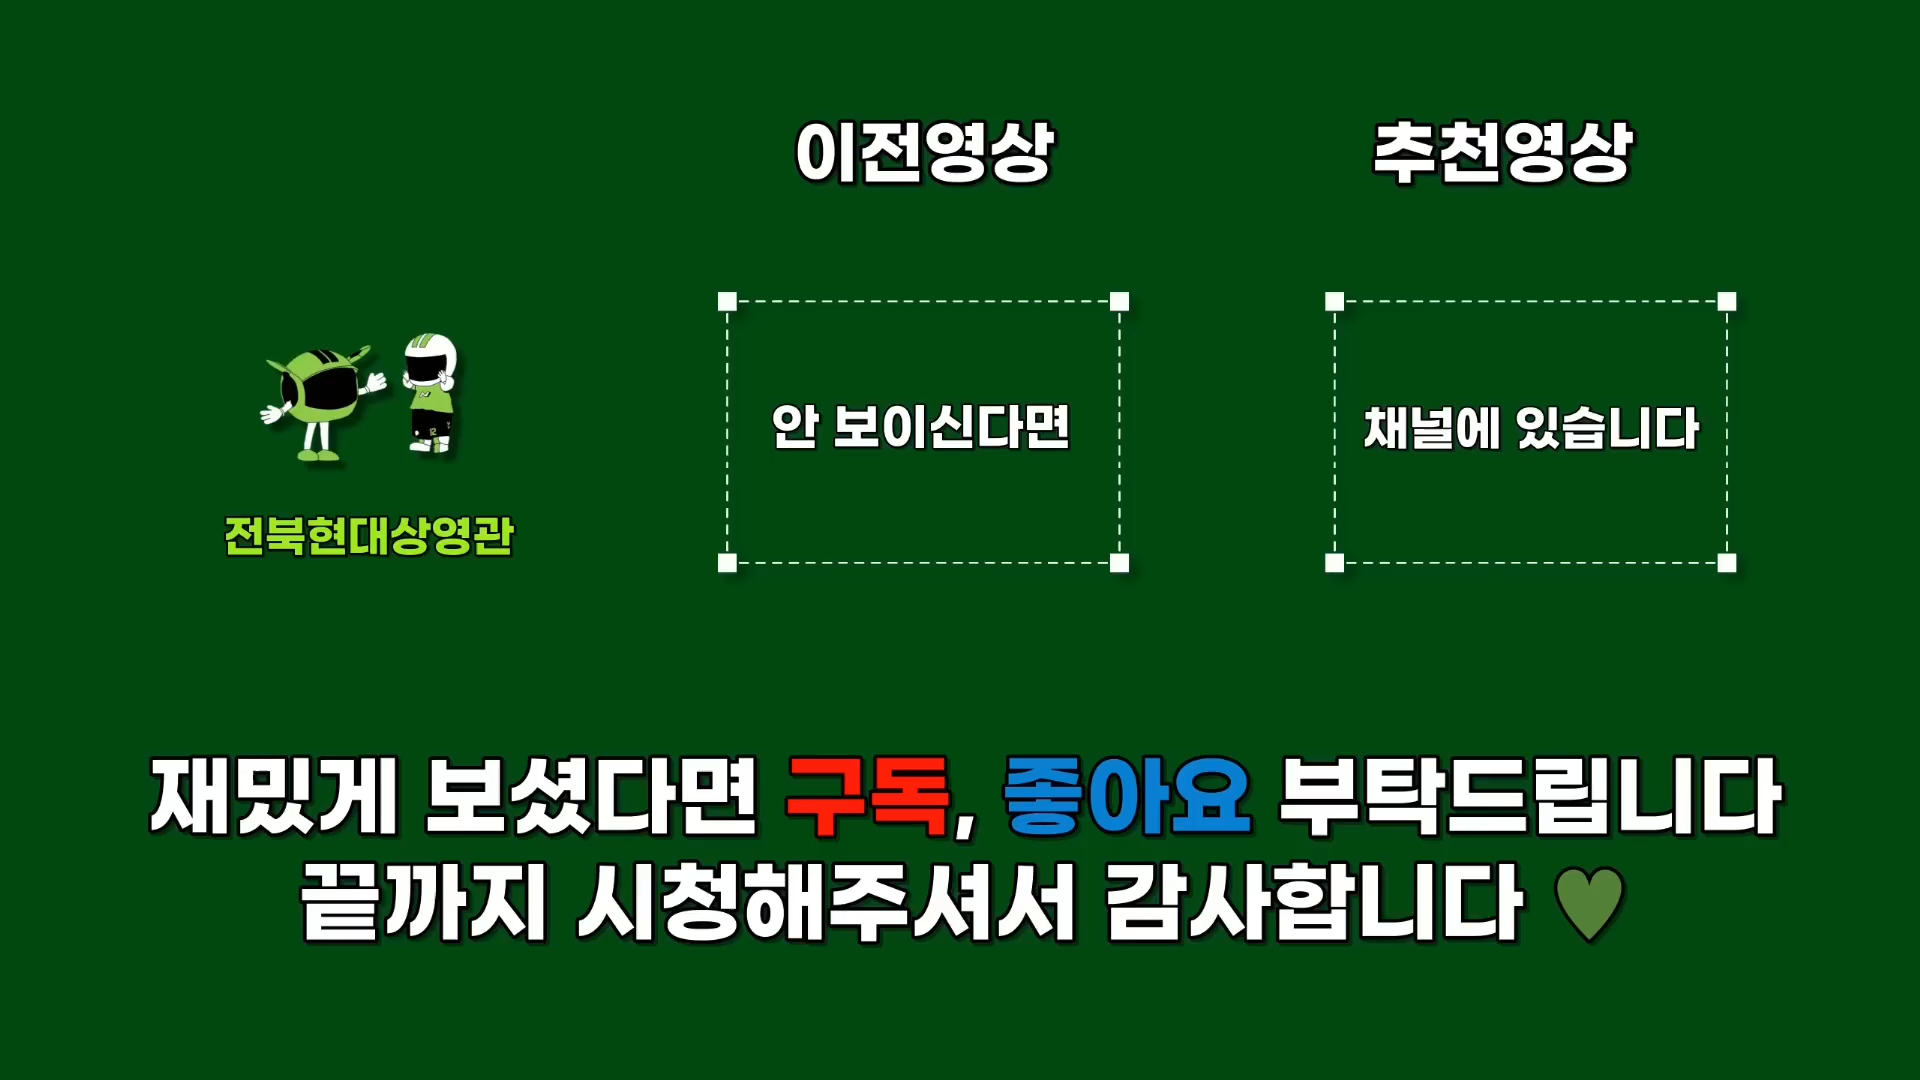 이전영상
추천영상
안 보이신다면
채널에 있습니다
전북현대상영관
재밌게 보셨다면 구독, 좋아요 부탁드립니다
끝까지 시청해주셔서 감사합니다 ♥